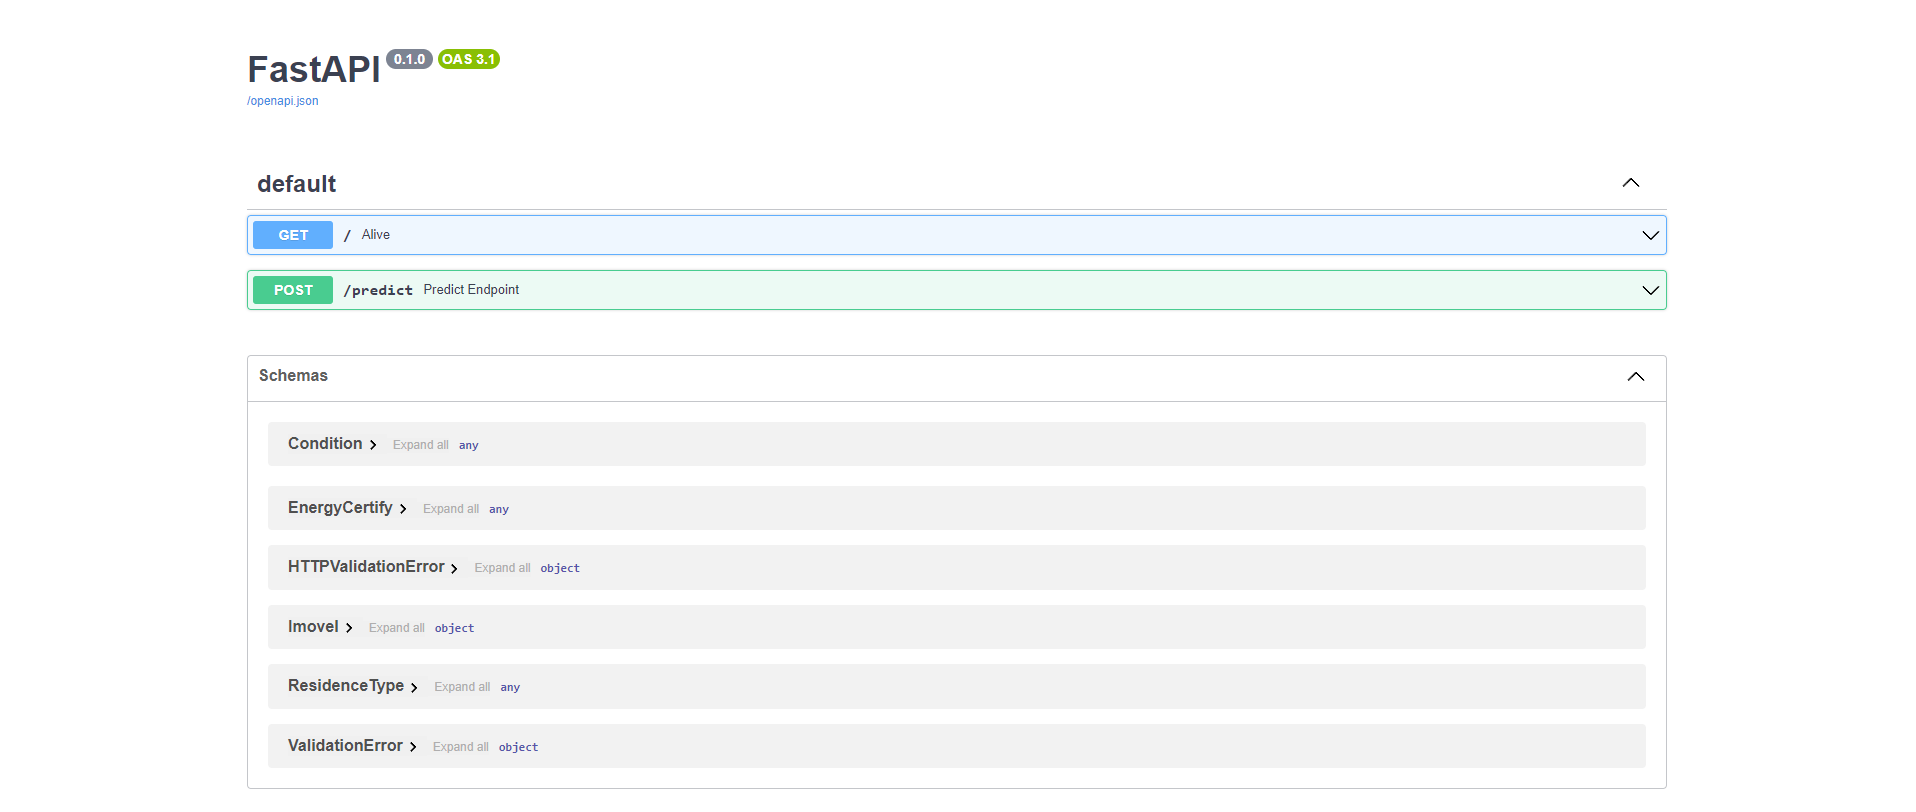 FastAPI 0.1.0 OAS 3.1
/openapi.json
default
GET / Alive
POST /predict Predict Endpoint
Schemas
Condition Expand all any
EnergyCertify Expand all any
HTTPValidationError Expand all object
Imovel Expand all object
ResidenceType Expand all any
ValidationError Expand all object